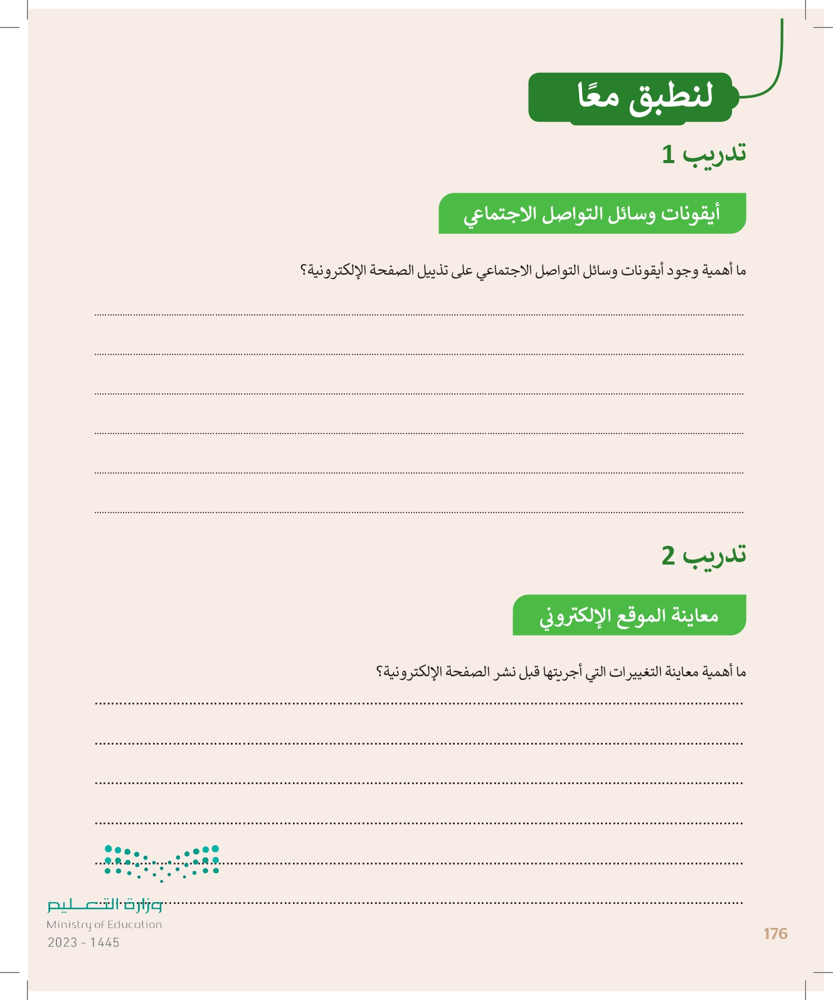 لنطبق معًا
تدريب 1
أيقونات وسائل التواصل الاجتماعي
ما أهمية وجود أيقونات وسائل التواصل الاجتماعي على تذييل الصفحة الإلكترونية؟
تدريب 2
معاينة الموقع الإلكتروني
ما أهمية معاينة التغييرات التي أجريتها قبل نشر الصفحة الإلكترونية؟
وزارة التعليم
Ministry of Education
2023 - 1445
176